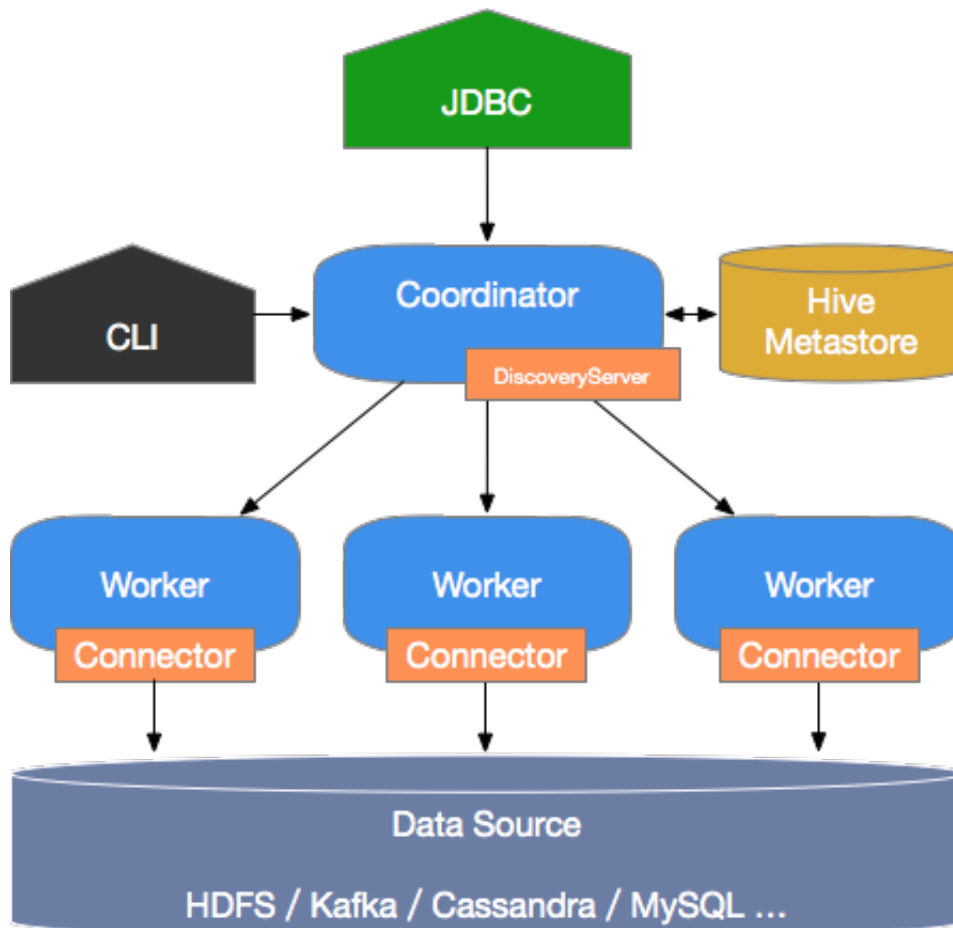 JDBC
CLI
Coordinator
DiscoveryServer
Hive
Metastore
Worker
Connector
Worker
Connector
Worker
Connector
Data Source
HDFS / Kafka / Cassandra / MySQL ...